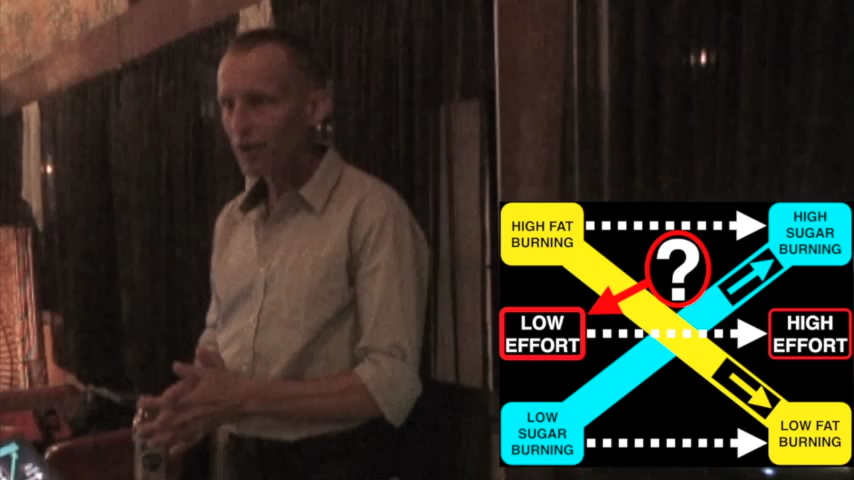 HIGH FAT
BURNING
HIGH
SUGAR
BURNING
?
LOW
EFFORT
HIGH
EFFORT
LOW
SUGAR
BURNING
LOW FAT
BURNING